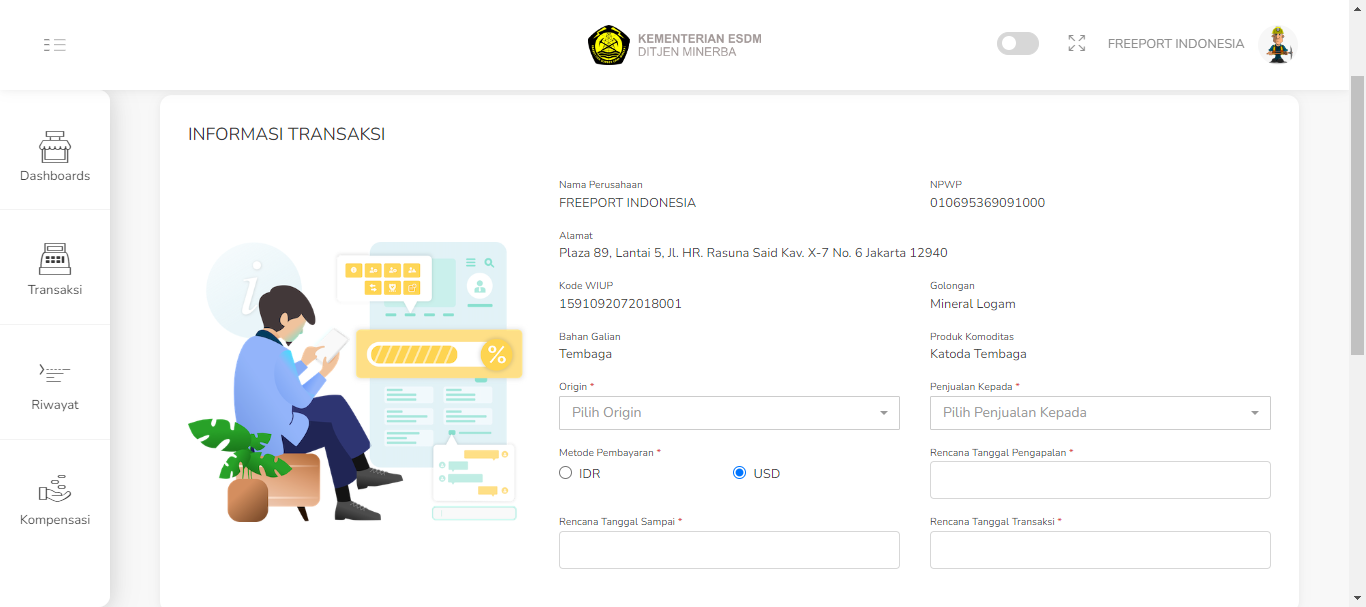 KEMENTERIAN ESDM
DITJEN MINERBA
FREEPORT INDONESIA
Dashboards
Transaksi
Riwayat
Kompensasi
INFORMASI TRANSAKSI
i
%
Nama Perusahaan
FREEPORT INDONESIA
NPWP
010695369091000
Alamat
Plaza 89, Lantai 5, Jl. HR. Rasuna Said Kav. X-7 No. 6 Jakarta 12940
Kode WIUP
1591092072018001
Golongan
Mineral Logam
Bahan Galian
Tembaga
Produk Komoditas
Katoda Tembaga
Origin *
Pilih Origin
Penjualan Kepada *
Pilih Penjualan Kepada
Metode Pembayaran *
IDR
USD
Rencana Tanggal Pengapalan *
Rencana Tanggal Sampai *
Rencana Tanggal Transaksi *